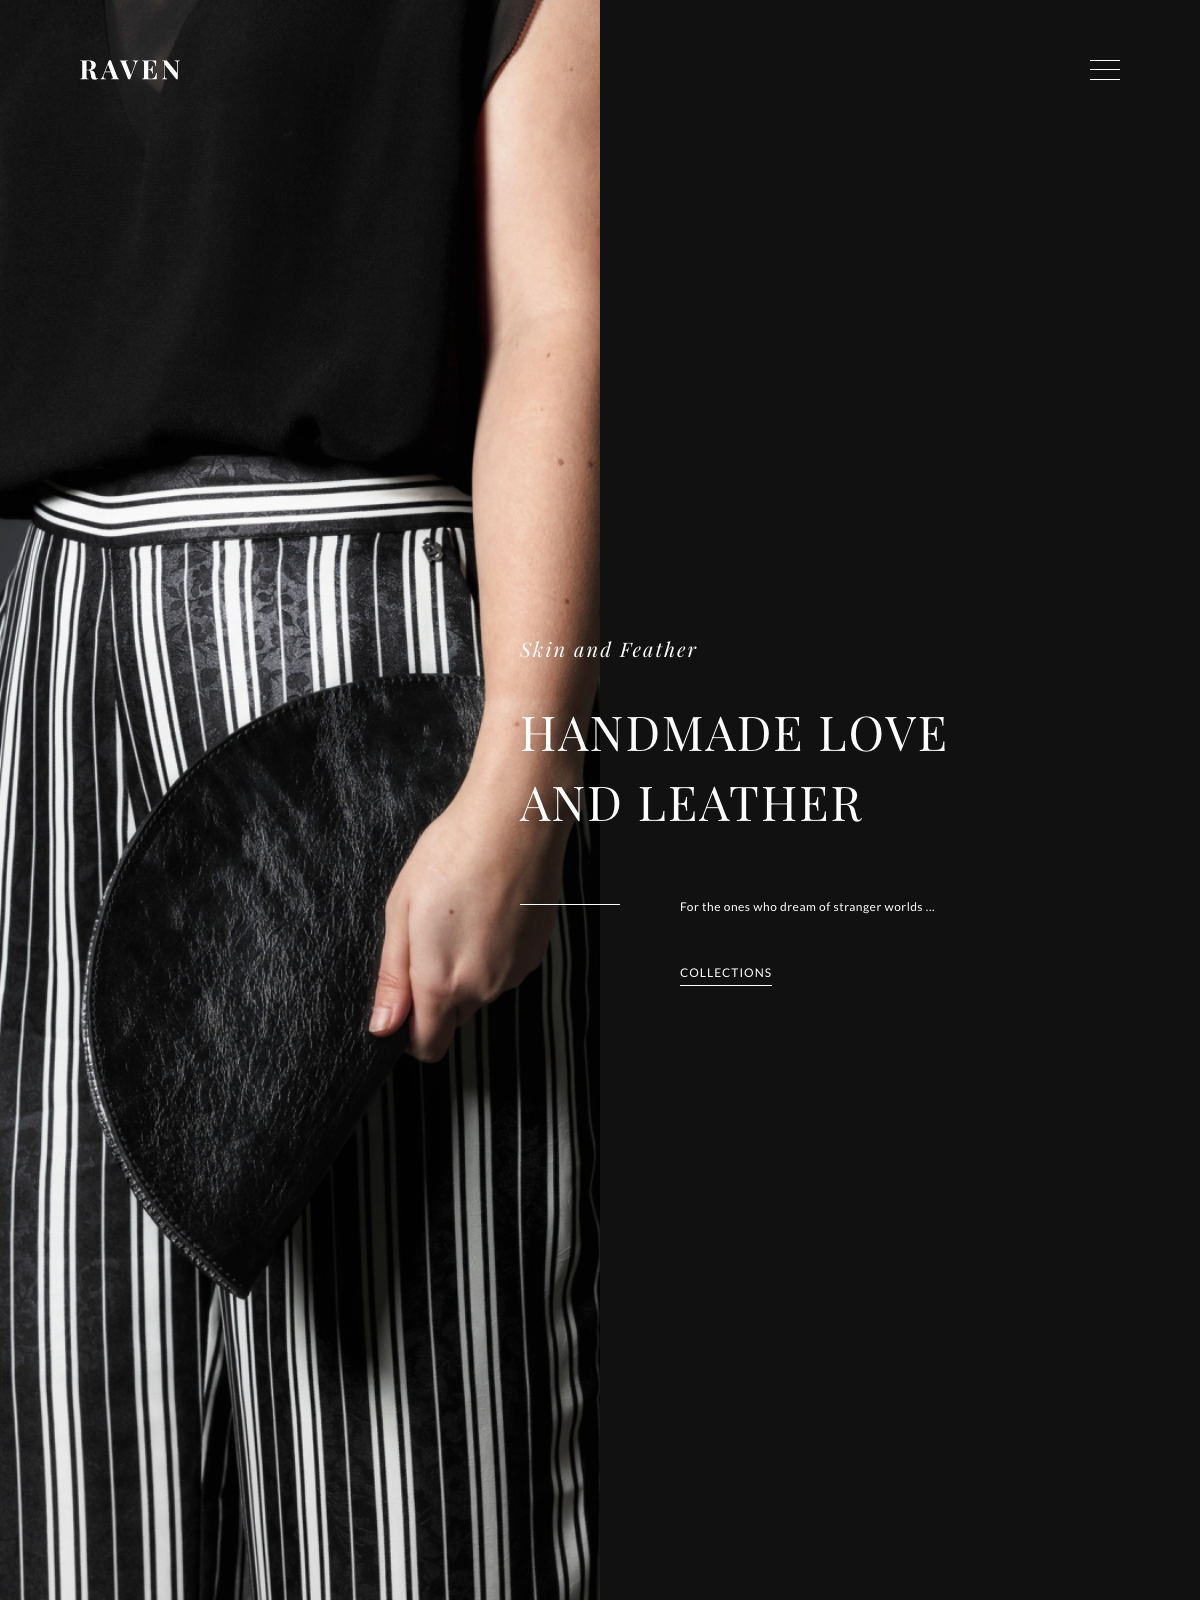 RAVEN
Skin and Feather
HANDMADE LOVE
AND LEATHER
For the ones who dream of stranger worlds ...
COLLECTIONS